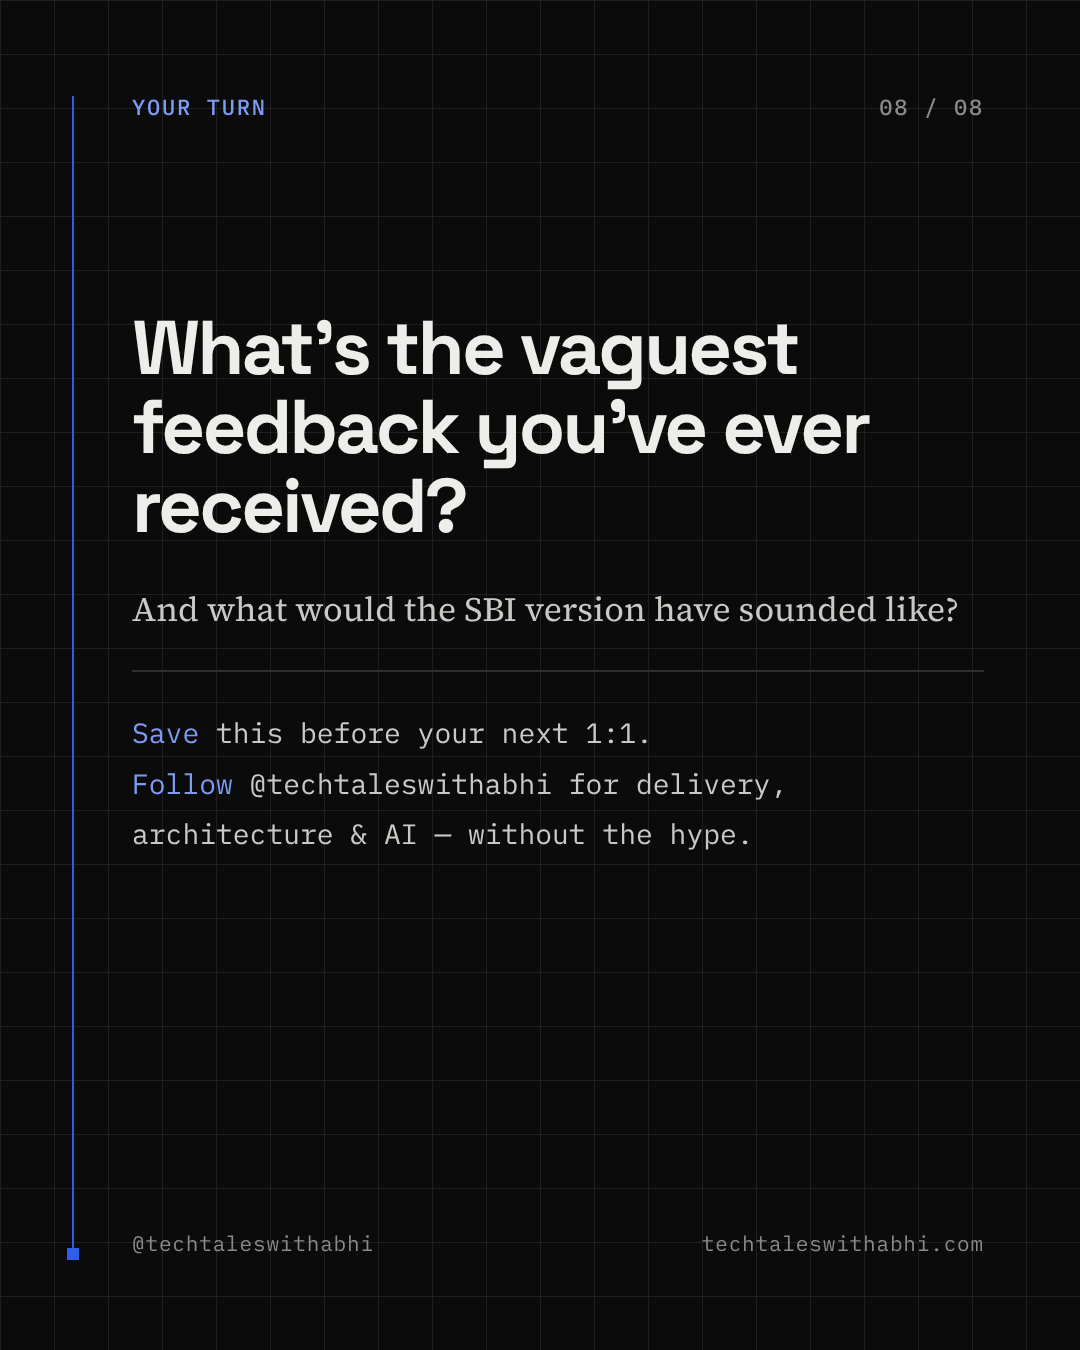 YOUR TURN
08 / 08
What’s the vaguest
feedback you’ve ever
received?
And what would the SBI version have sounded like?
Save this before your next 1:1.
Follow @techtaleswithabhi for delivery,
architecture & AI — without the hype.
@techtaleswithabhi
techtaleswithabhi.com